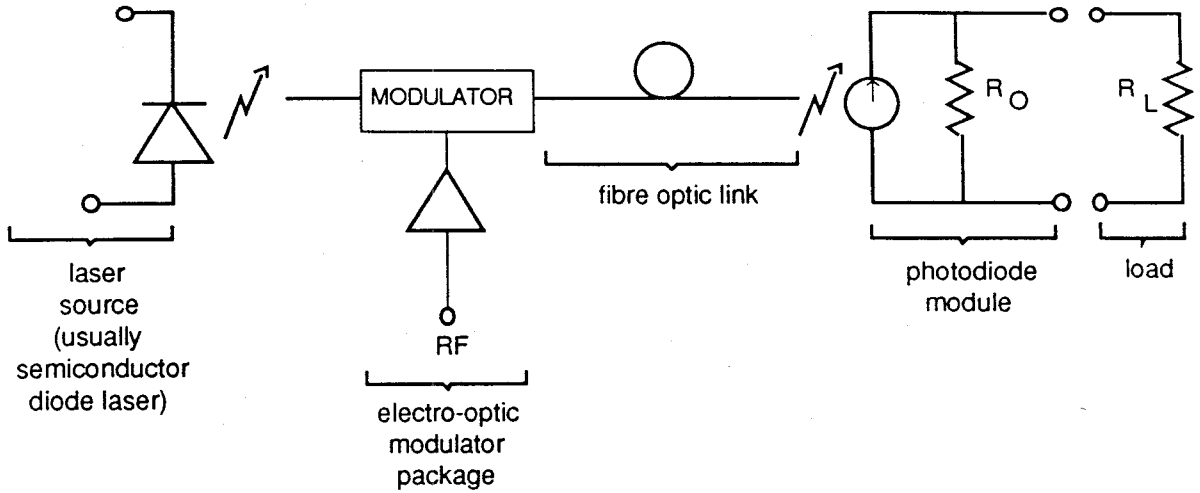 MODULATOR
R O
R L
fibre optic link
laser
source
(usually
semiconductor
diode laser)
RF
electro-optic
modulator
package
photodiode
module
load